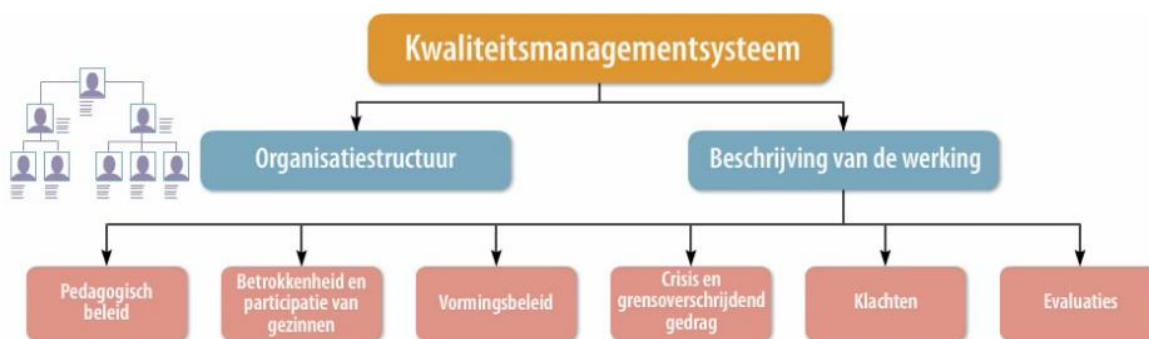 Kwaliteitsmanagementsysteem
Organisatiestructuur
Beschrijving van de werking
Pedagogisch
beleid
Betrokkenheid en
participatie van
gezinnen
Vormingsbeleid
Crisis en
grensoverschrijdend
gedrag
Klachten
Evaluaties